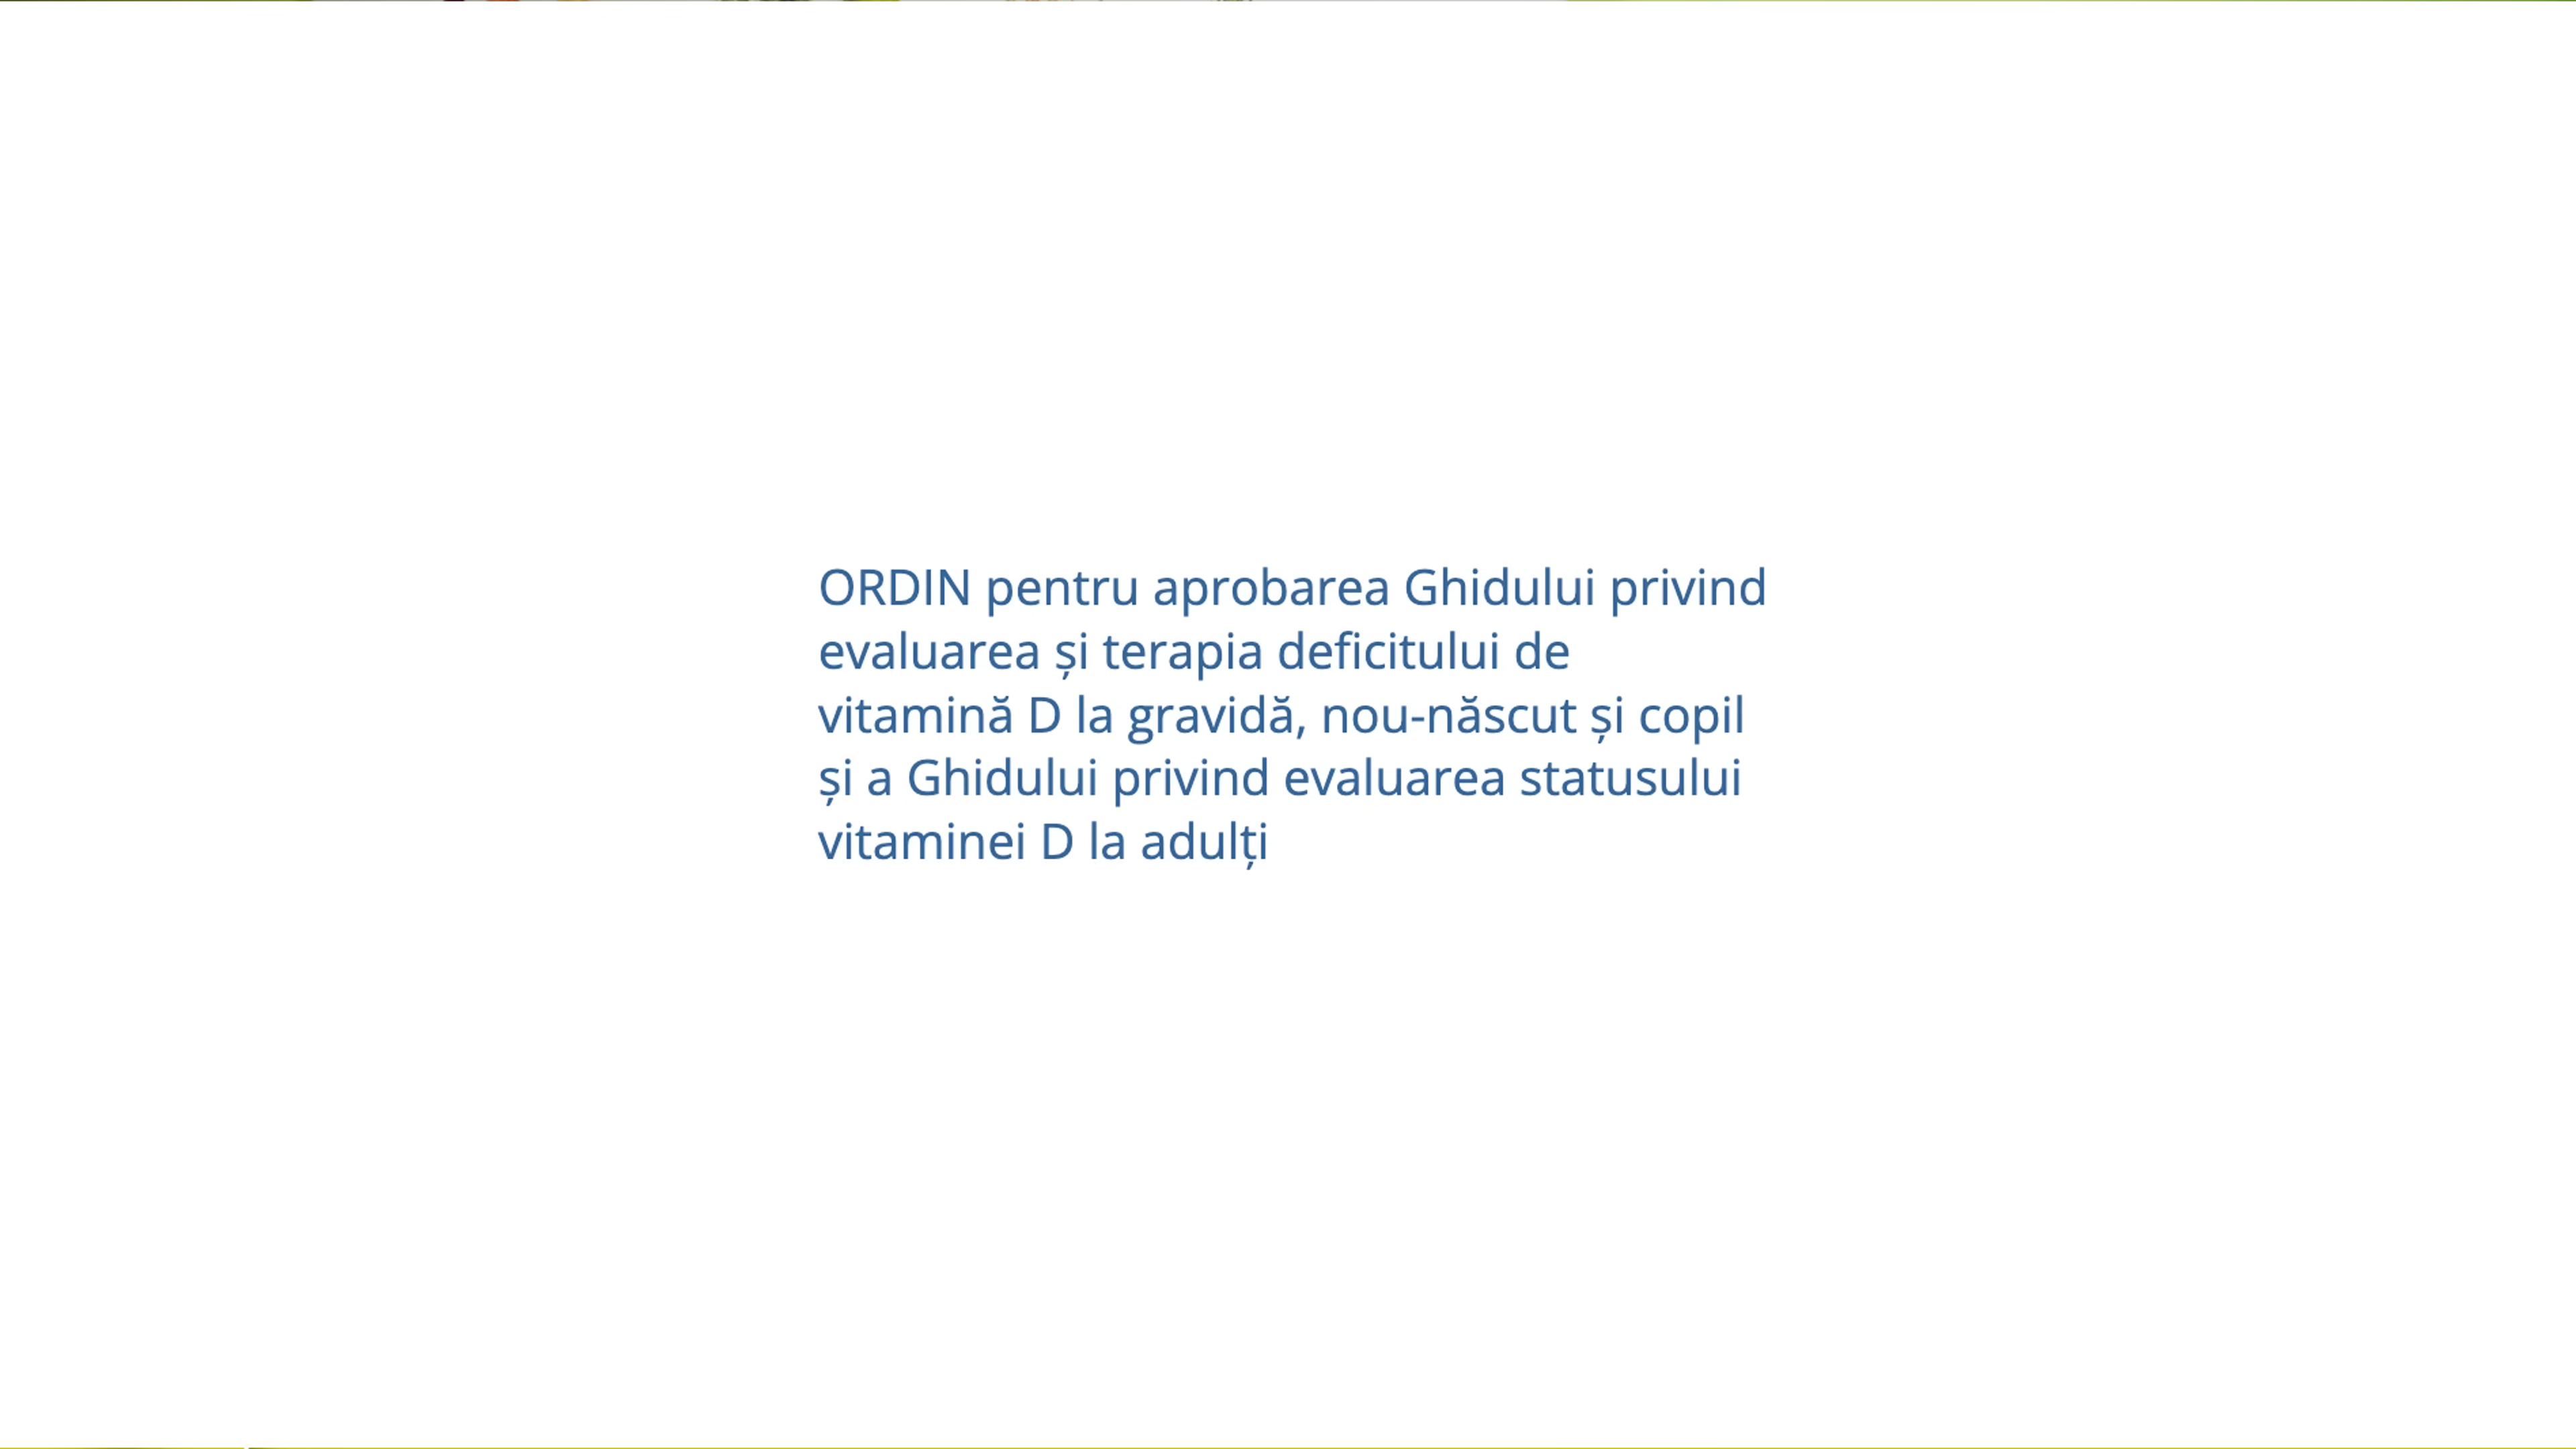 ORDIN pentru aprobarea Ghidului privind
evaluarea și terapia deficitului de
vitamină D la gravidă, nou-născut și copil
și a Ghidului privind evaluarea statusului
vitaminei D la adulți